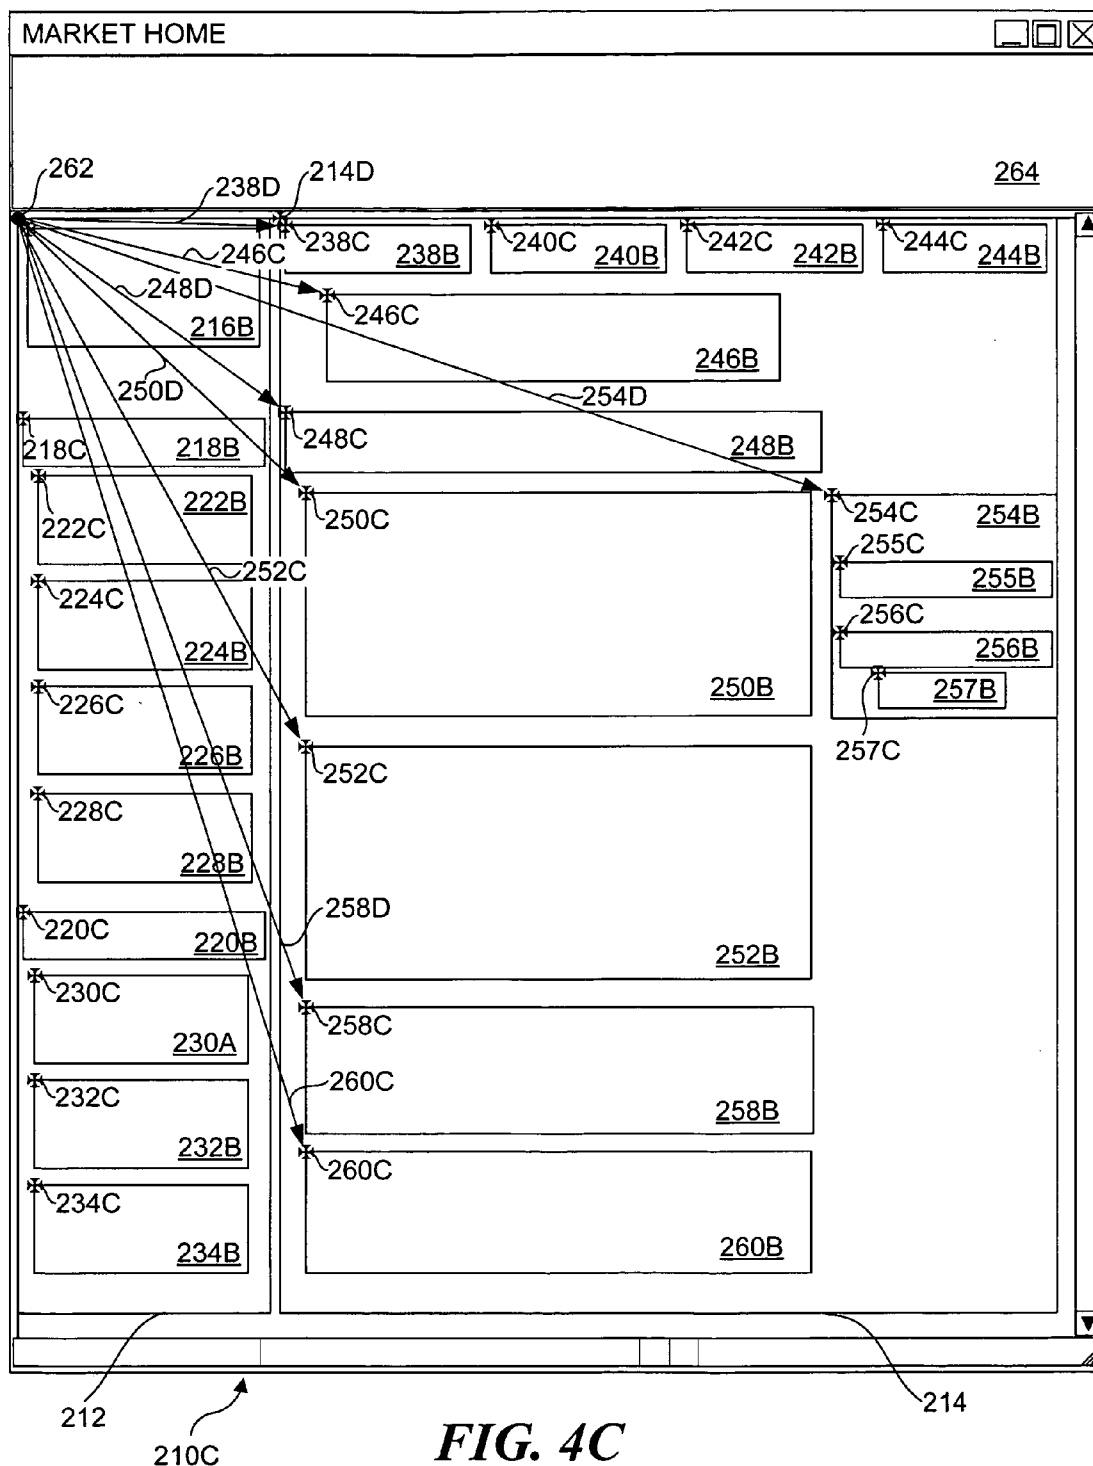 MARKET HOME
264
262
238D
214D
238C
238B
240C
240B
242C
242B
244C
244B
246C
248D
216B
246C
246B
250D
254D
218C
218B
248C
248B
222C
222B
250C
254C
254B
252C
255C
255B
224C
224B
256C
256B
226C
226B
250B
257B
257C
252C
228C
228B
258D
220C
220B
252B
230C
230A
258C
258B
232C
232B
260C
260C
234C
234B
260B
212
214
210C
FIG. 4C